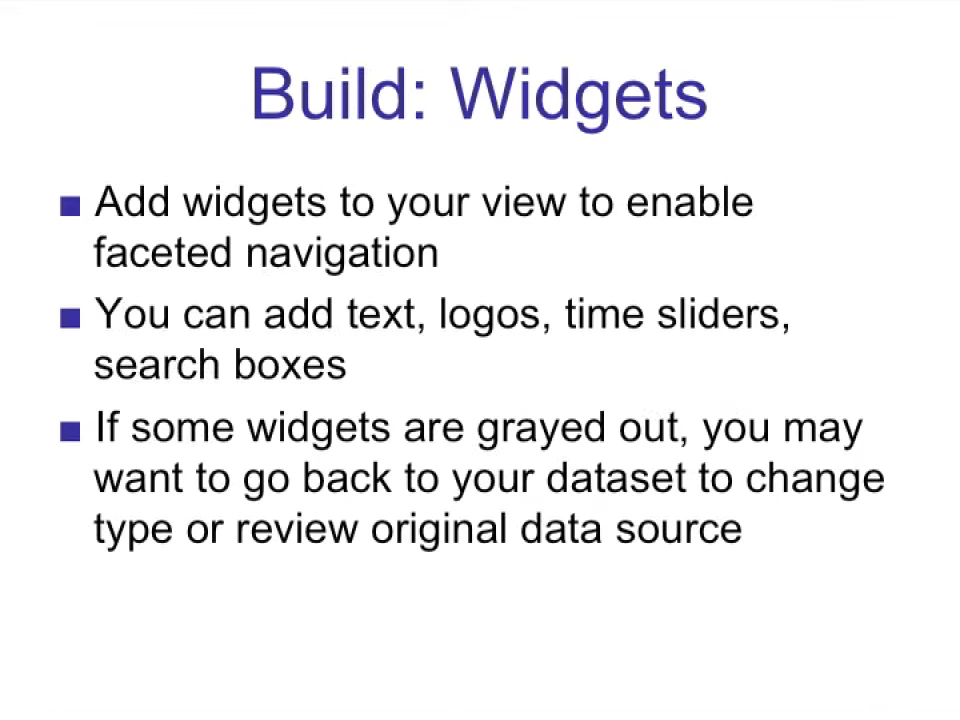 Build: Widgets
Add widgets to your view to enable
faceted navigation
You can add text, logos, time sliders,
search boxes
If some widgets are grayed out, you may
want to go back to your dataset to change
type or review original data source